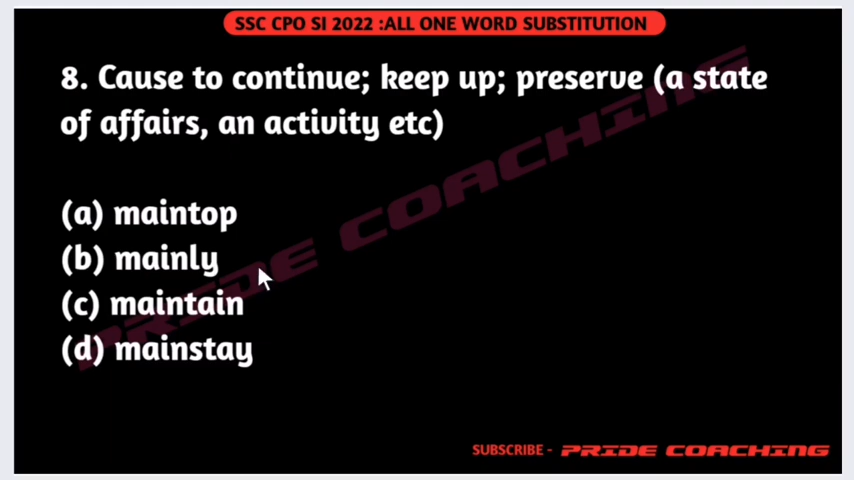 SSC CPO SI 2022 :ALL ONE WORD SUBSTITUTION
8. Cause to continue; keep up; preserve (a state
of affairs, an activity etc)
(a) maintop
(b) mainly
(c) maintain
(d) mainstay
PRIDE COACHING
SUBSCRIBE - PRIDE COACHING